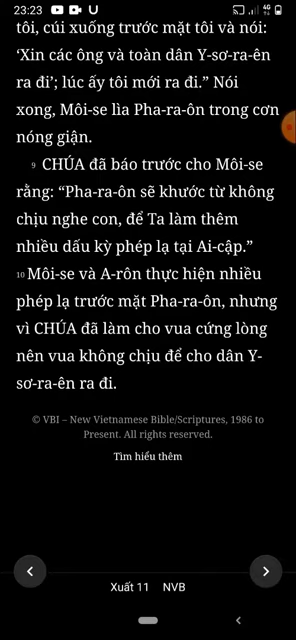 23:23
4G
tôi, cúi xuống trước mặt tôi và nói:
‘Xin các ông và toàn dân Y-sơ-ra-ên
ra đi’; lúc ấy tôi mới ra đi.” Nói
xong, Môi-se lìa Pha-ra-ôn trong cơn
nóng giận.
9 CHÚA đã báo trước cho Môi-se
rằng: “Pha-ra-ôn sẽ khước từ không
chịu nghe con, để Ta làm thêm
nhiều dấu kỳ phép lạ tại Ai-cập.”
10 Môi-se và A-rôn thực hiện nhiều
phép lạ trước mặt Pha-ra-ôn, nhưng
vì CHÚA đã làm cho vua cứng lòng
nên vua không chịu để cho dân Y-
sơ-ra-ên ra đi.
© VBI – New Vietnamese Bible/Scriptures, 1986 to
Present. All rights reserved.
Tìm hiểu thêm
Xuất 11 NVB